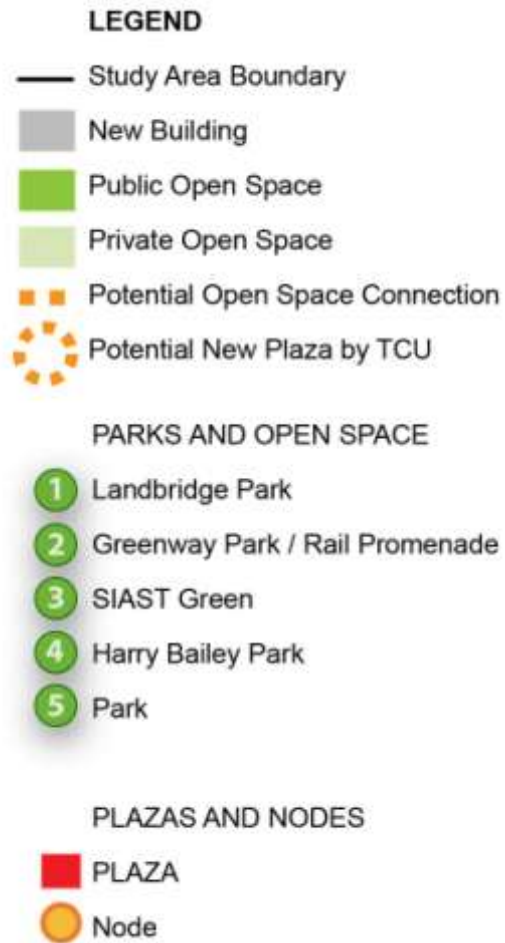 LEGEND
Study Area Boundary
New Building
Public Open Space
Private Open Space
Potential Open Space Connection
Potential New Plaza by TCU
PARKS AND OPEN SPACE
1 Landbridge Park
2 Greenway Park / Rail Promenade
3 SIAST Green
4 Harry Bailey Park
5 Park
PLAZAS AND NODES
PLAZA
Node